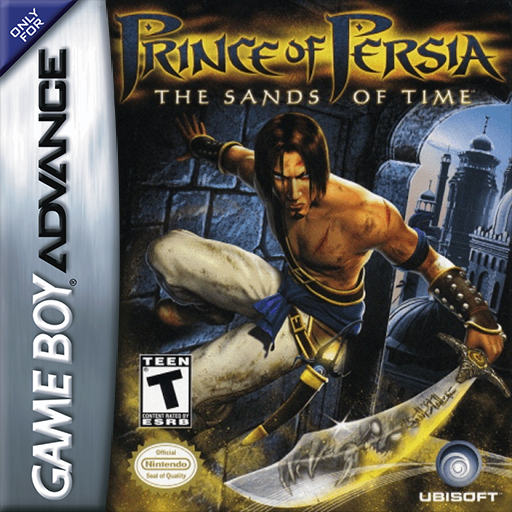 ONLY
FOR
GAME BOY ADVANCE
PRINCE OF PERSIA
THE SANDS OF TIME
TEEN
T
CONTENT RATED BY
ESRB
Official
Nintendo
Seal of Quality
UBISOFT